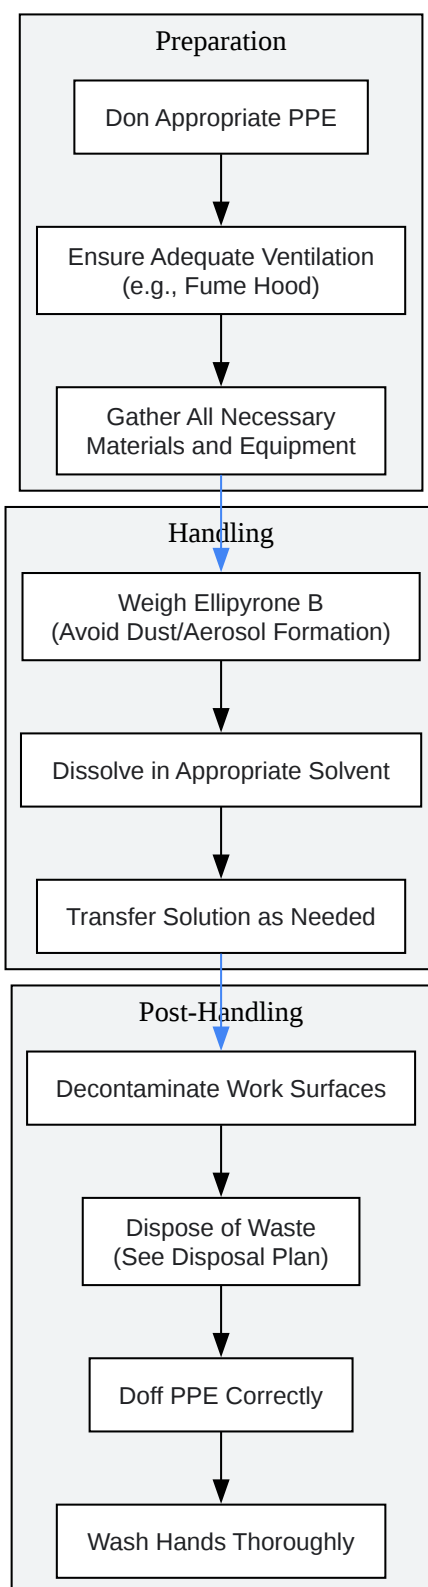 Preparation
Don Appropriate PPE
Ensure Adequate Ventilation
(e.g., Fume Hood)
Gather All Necessary
Materials and Equipment
Handling
Weigh Ellipyrone B
(Avoid Dust/Aerosol Formation)
Dissolve in Appropriate Solvent
Transfer Solution as Needed
Post-Handling
Decontaminate Work Surfaces
Dispose of Waste
(See Disposal Plan)
Doff PPE Correctly
Wash Hands Thoroughly